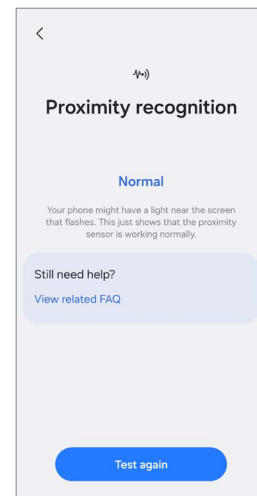 Proximity recognition
Normal
Your phone might have a light near the screen
that flashes. This just shows that the proximity
sensor is working normally.
Still need help?
View related FAQ
Test again